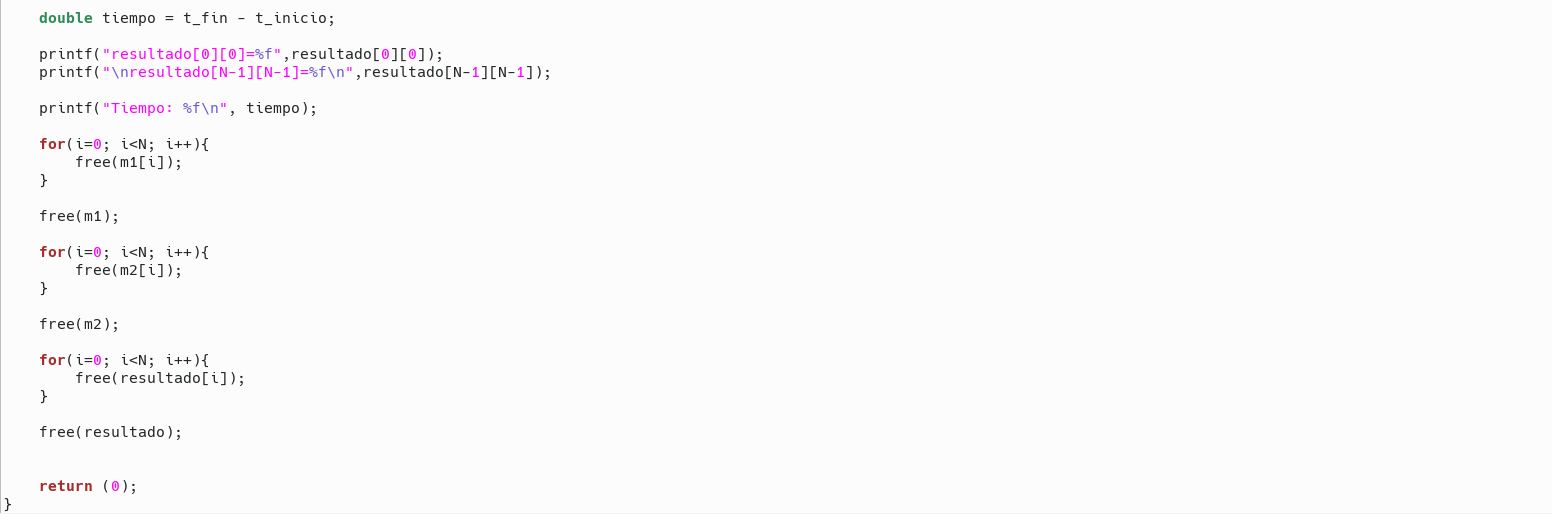 double tiempo = t_fin - t_inicio;
printf("resultado[0][0]=%f",resultado[0][0]);
printf("\nresultado[N-1][N-1]=%f\n",resultado[N-1][N-1]);
printf("Tiempo: %f\n", tiempo);
for(i=0; i<N; i++){
free(m1[i]);
}
free(m1);
for(i=0; i<N; i++){
free(m2[i]);
}
free(m2);
for(i=0; i<N; i++){
free(resultado[i]);
}
free(resultado);
return (0);
}